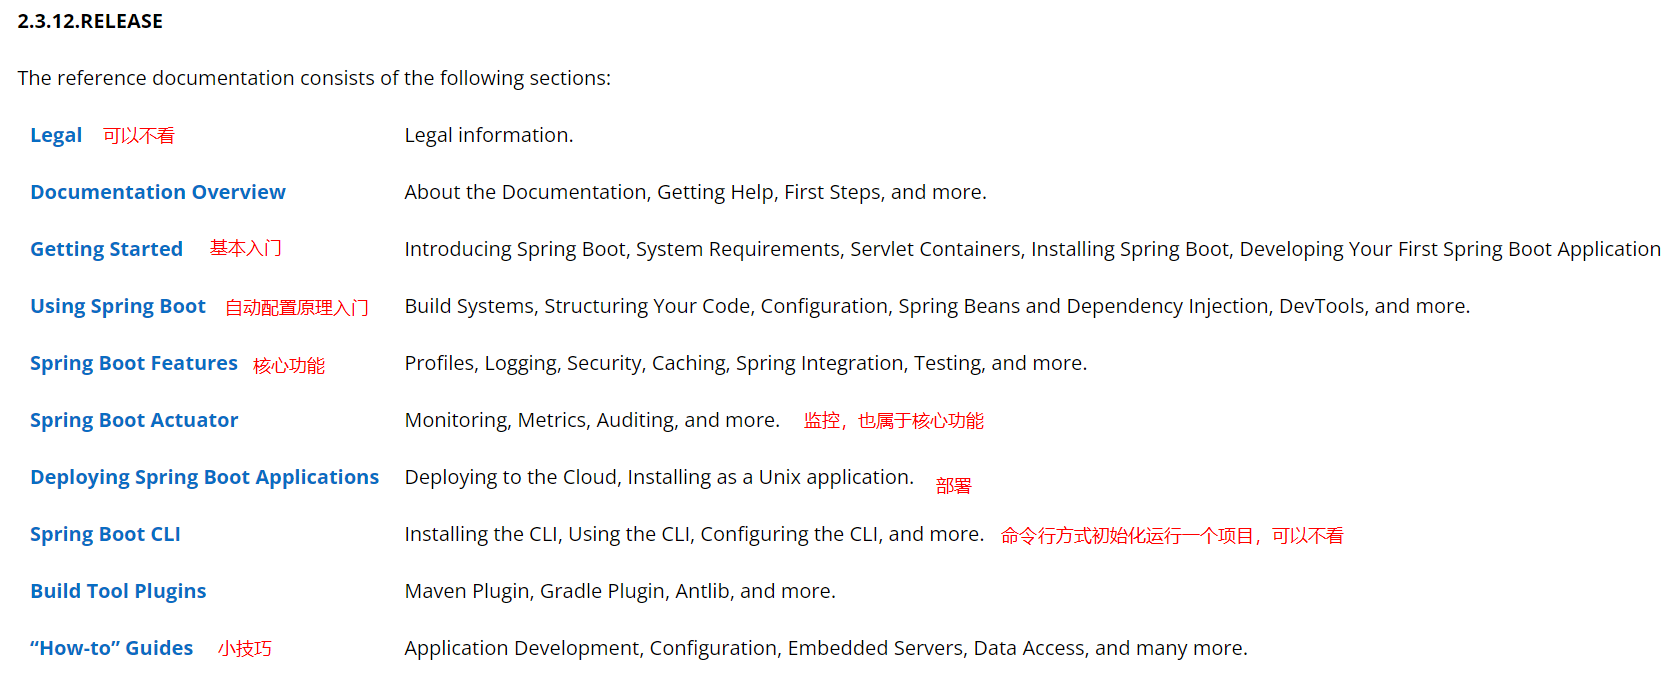 2.3.12.RELEASE
The reference documentation consists of the following sections:
Legal 可以不看 Legal information.
Documentation Overview About the Documentation, Getting Help, First Steps, and more.
Getting Started 基本入门 Introducing Spring Boot, System Requirements, Servlet Containers, Installing Spring Boot, Developing Your First Spring Boot Application
Using Spring Boot 自动配置原理入门 Build Systems, Structuring Your Code, Configuration, Spring Beans and Dependency Injection, DevTools, and more.
Spring Boot Features 核心功能 Profiles, Logging, Security, Caching, Spring Integration, Testing, and more.
Spring Boot Actuator Monitoring, Metrics, Auditing, and more. 监控，也属于核心功能
Deploying Spring Boot Applications Deploying to the Cloud, Installing as a Unix application. 部署
Spring Boot CLI Installing the CLI, Using the CLI, Configuring the CLI, and more. 命令行方式初始化运行一个项目，可以不看
Build Tool Plugins Maven Plugin, Gradle Plugin, Antlib, and more.
“How-to” Guides 小技巧 Application Development, Configuration, Embedded Servers, Data Access, and many more.